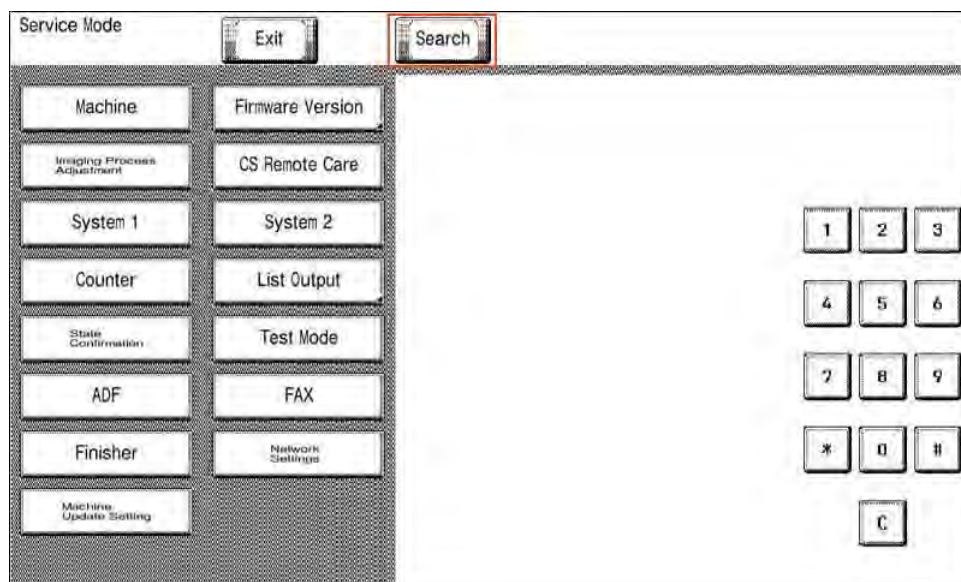 Service Mode
Exit
Search
Machine
Firmware Version
Imaging Process
Adjustment
CS Remote Care
System 1
System 2
Counter
List Output
State
Confirmation
Test Mode
ADF
FAX
Finisher
Network
Settings
Machine
Update Setting
1 2 3
4 5 6
7 8 9
* 0 #
C